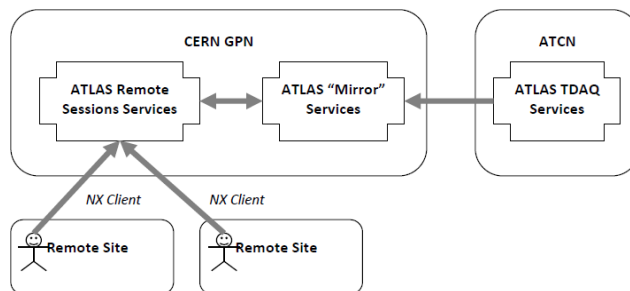 CERN GPN
ATCN
ATLAS Remote
Sessions Services
ATLAS “Mirror”
Services
ATLAS TDAQ
Services
NX Client
NX Client
Remote Site
Remote Site